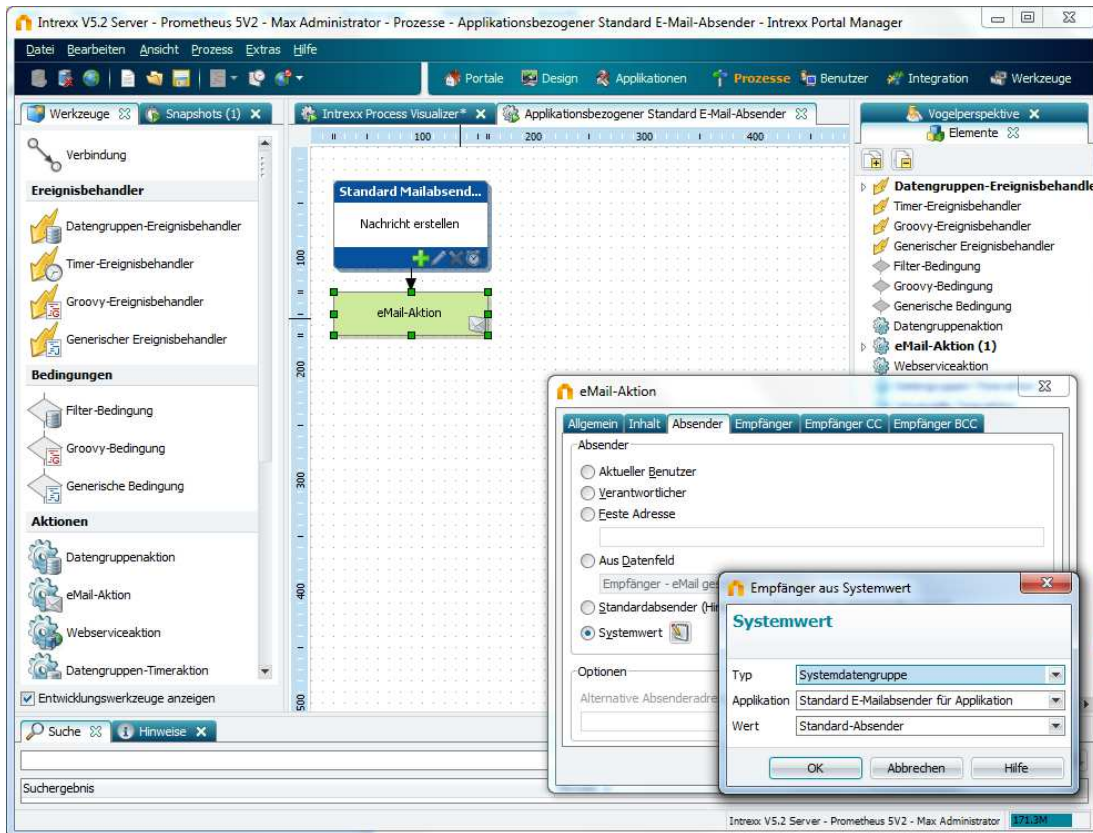 Intrexx V5.2 Server - Prometheus 5V2 - Max Administrator - Prozesse - Applikationsbezogener Standard E-Mail-Absender - Intrexx Portal Manager
Datei Bearbeiten Ansicht Prozess Extras Hilfe
Portale Design Applikationen Prozesse Benutzer Integration Werkzeuge
Werkzeuge Snapshots (1)
Intrexx Process Visualizer* Applikationsbezogener Standard E-Mail-Absender
Vogelperspektive
Elemente
100 200 300 400
100
200
300
400
500
Verbindung
Ereignisbehandler
Datengruppen-Ereignisbehandler
Timer-Ereignisbehandler
Groovy-Ereignisbehandler
Generischer Ereignisbehandler
Bedingungen
Filter-Bedingung
Groovy-Bedingung
Generische Bedingung
Aktionen
Datengruppenaktion
eMail-Aktion
Webserviceaktion
Datengruppen-Timeraktion
Entwicklungswerkzeuge anzeigen
Standard Mailabsend...
Nachricht erstellen
eMail-Aktion
Datengruppen-Ereignisbehandle
Timer-Ereignisbehandler
Groovy-Ereignisbehandler
Generischer Ereignisbehandler
Filter-Bedingung
Groovy-Bedingung
Generische Bedingung
Datengruppenaktion
eMail-Aktion (1)
Webserviceaktion
eMail-Aktion
Allgemein Inhalt Absender Empfänger Empfänger CC Empfänger BCC
Absender
Aktueller Benutzer
Verantwortlicher
Feste Adresse
Aus Datenfeld
Empfänger - eMail ge
Standardabsender (Hi
Systemwert
Optionen
Alternative Absenderadre
Empfänger aus Systemwert
Systemwert
Typ Systemdatengruppe
Applikation Standard E-Mailabsender für Applikation
Wert Standard-Absender
OK Abbrechen Hilfe
Suche Hinweise
Suchergebnis
Intrexx V5.2 Server - Prometheus 5V2 - Max Administrator 171.3M